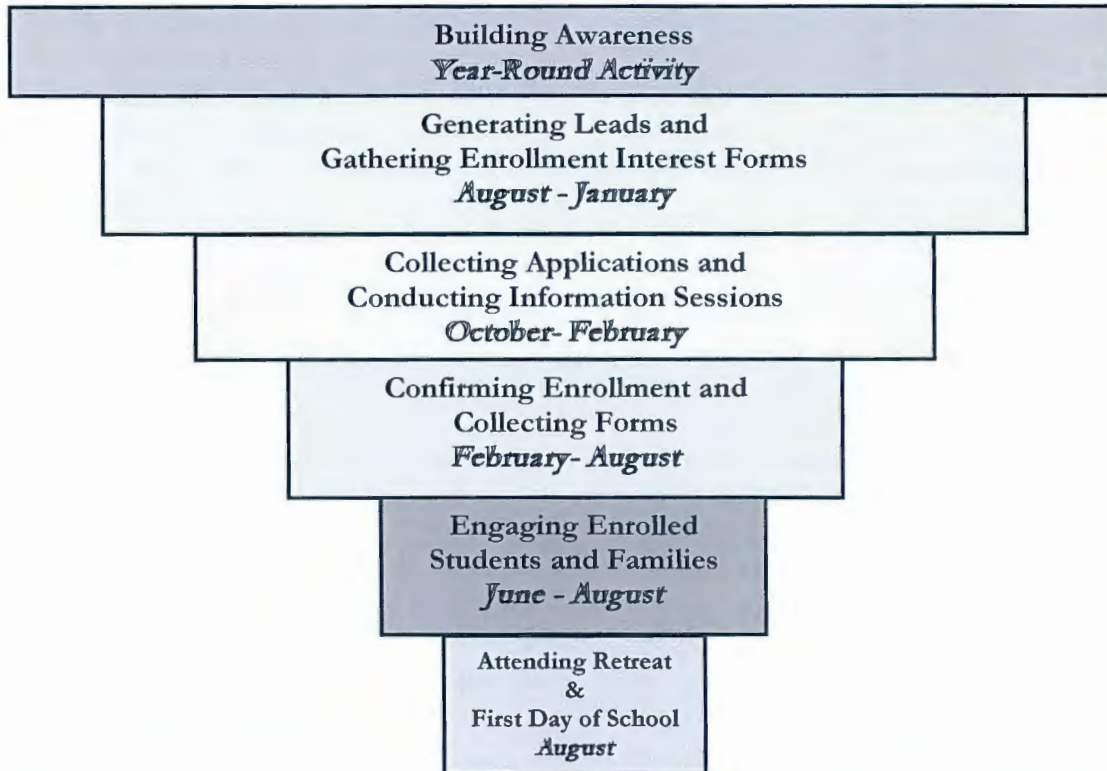 Building Awareness
Year-Round Activity
Generating Leads and
Gathering Enrollment Interest Forms
August - January
Collecting Applications and
Conducting Information Sessions
October- February
Confirming Enrollment and
Collecting Forms
February- August
Engaging Enrolled
Students and Families
June - August
Attending Retreat
&
First Day of School
August